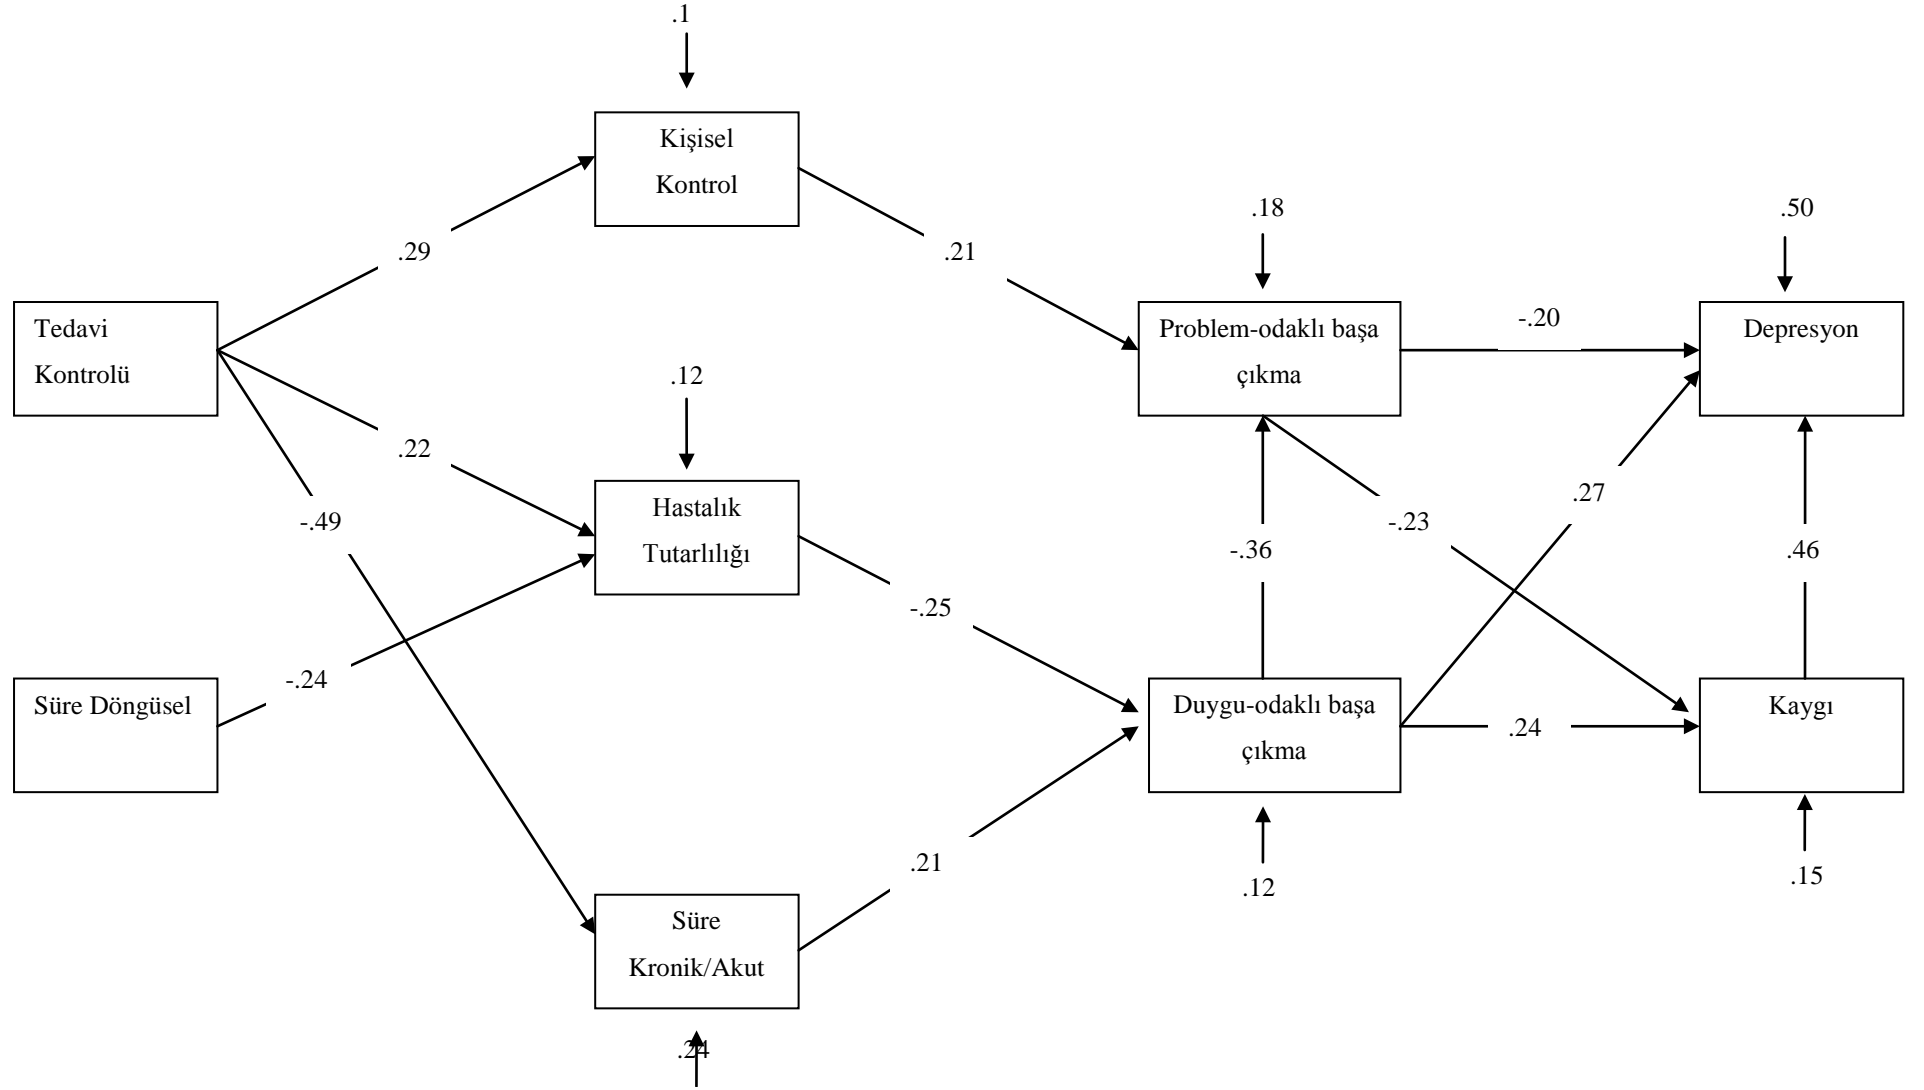 .1
Kişisel
Kontrol
.18
.50
.29
.21
Tedavi
Kontrolü
Problem-odaklı başa
çıkma
-.20
Depresyon
.12
.22
Hastalık
Tutarlılığı
-.49
-.23
.27
-.36
.46
-.25
-.24
Süre Döngüsel
Duygu-odaklı başa
çıkma
.24
Kaygı
.21
.12
.15
Süre
Kronik/Akut
.24